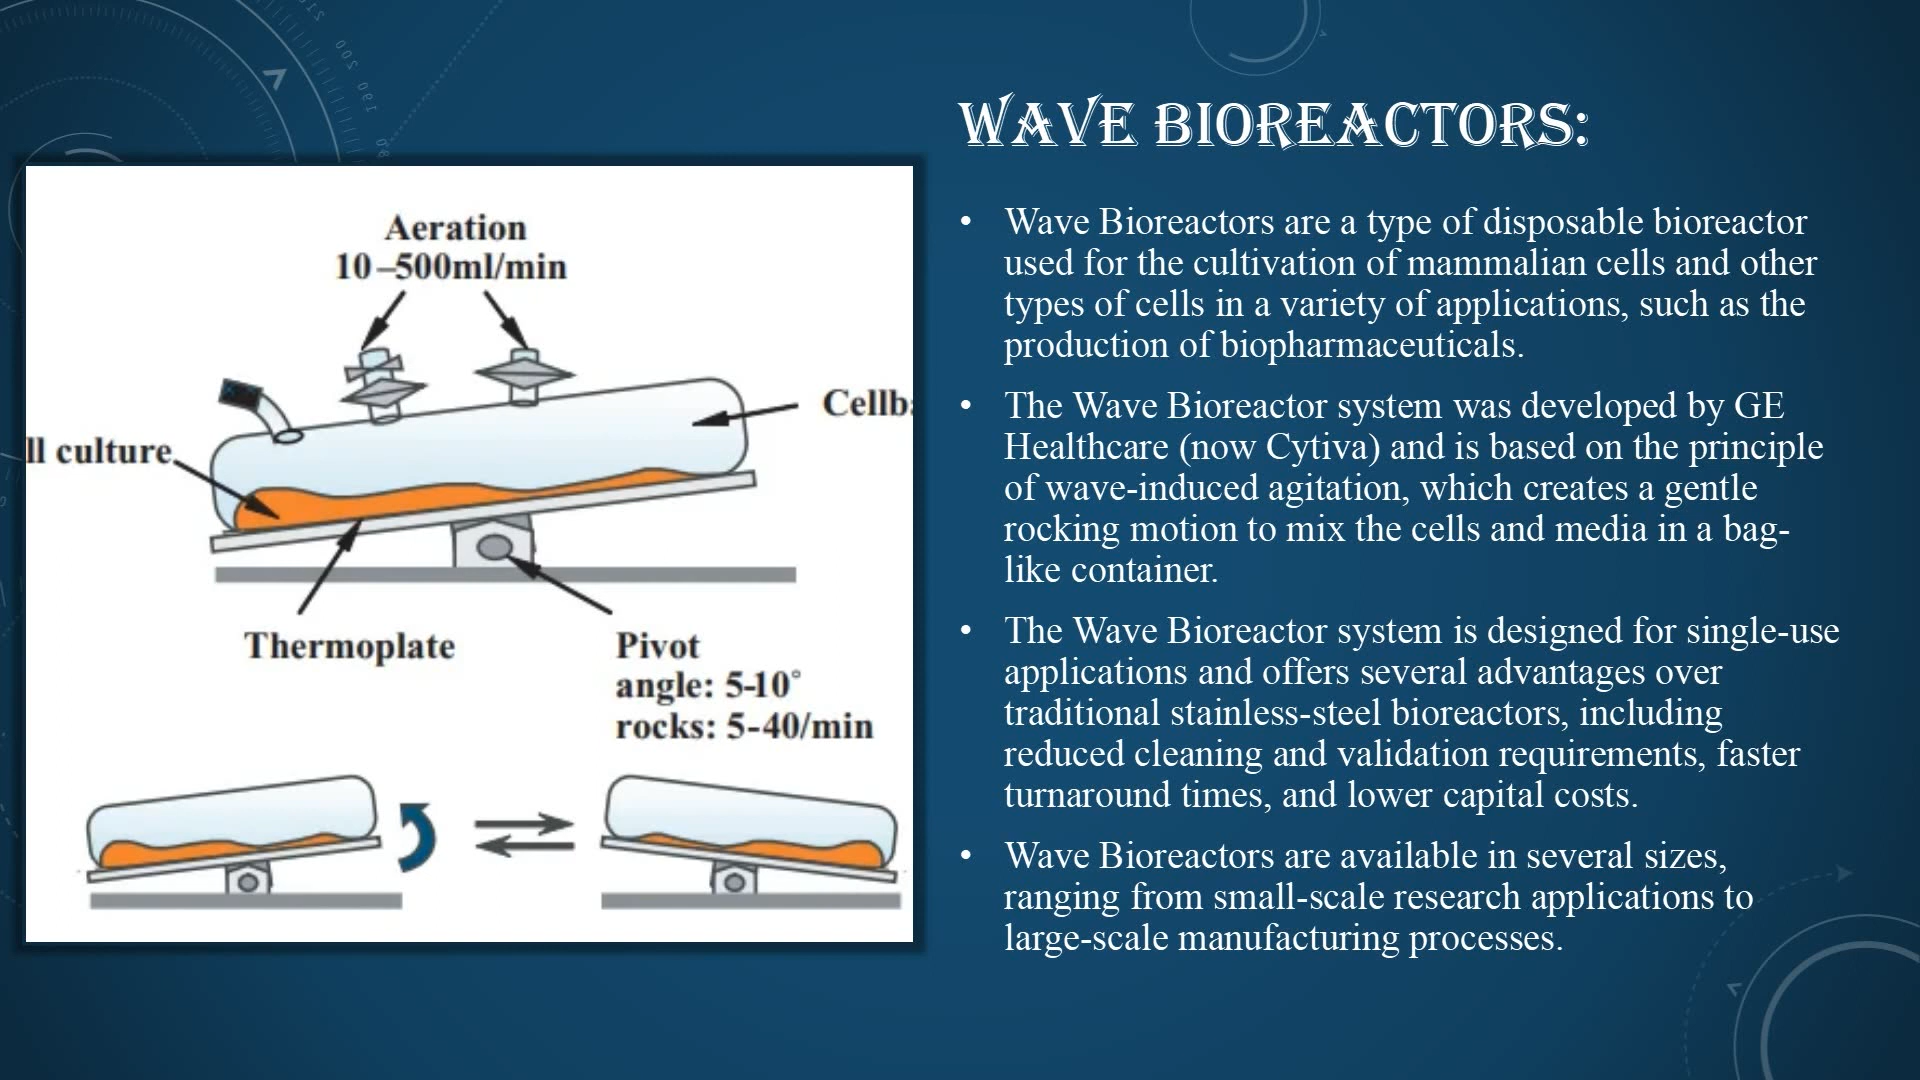 WAVE BIOREACTORS:
Aeration
10–500ml/min
Cellb
ll culture
Thermoplate
Pivot
angle: 5-10°
rocks: 5-40/min
• Wave Bioreactors are a type of disposable bioreactor
used for the cultivation of mammalian cells and other
types of cells in a variety of applications, such as the
production of biopharmaceuticals.
• The Wave Bioreactor system was developed by GE
Healthcare (now Cytiva) and is based on the principle
of wave-induced agitation, which creates a gentle
rocking motion to mix the cells and media in a bag-
like container.
• The Wave Bioreactor system is designed for single-use
applications and offers several advantages over
traditional stainless-steel bioreactors, including
reduced cleaning and validation requirements, faster
turnaround times, and lower capital costs.
• Wave Bioreactors are available in several sizes,
ranging from small-scale research applications to
large-scale manufacturing processes.